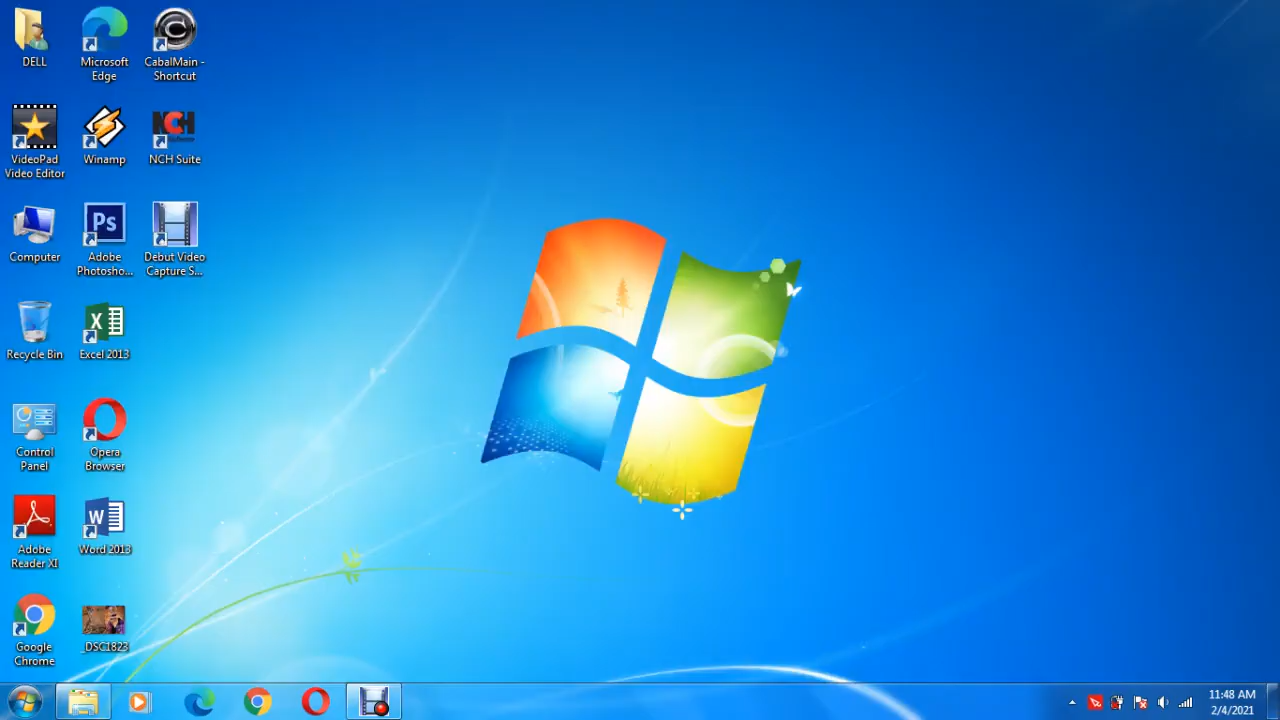 DELL
Microsoft
Edge
CabalMain -
Shortcut
VideoPad
Video Editor
Winamp
NCH
NCH Suite
Computer
Ps
Adobe
Photosho...
Debut Video
Capture S...
Recycle Bin
X
Excel 2013
Control
Panel
Opera
Browser
Adobe
Reader XI
W
Word 2013
Google
Chrome
_DSC1823
11:48 AM
2/4/2021